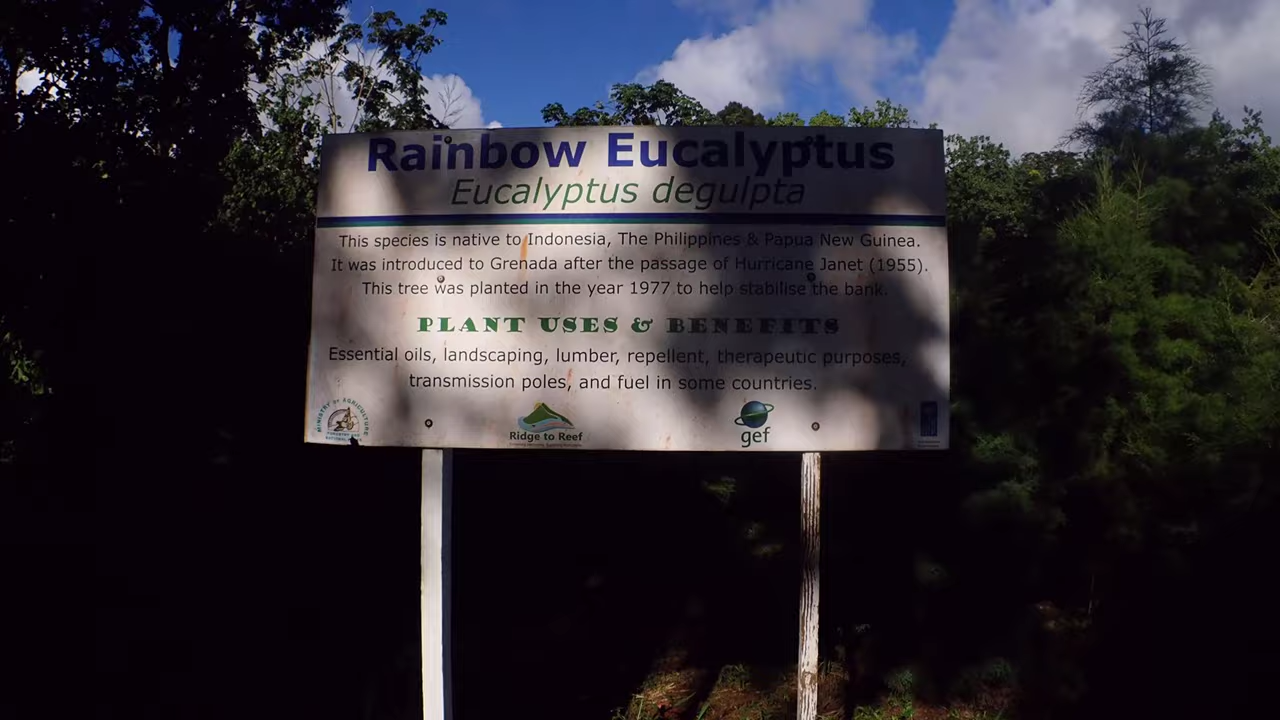 Rainbow Eucalyptus
Eucalyptus degulpta
This species is native to Indonesia, The Philippines & Papua New Guinea.
It was introduced to Grenada after the passage of Hurricane Janet (1955).
This tree was planted in the year 1977 to help stabilise the bank.
PLANT USES & BENEFITS
Essential oils, landscaping, lumber, repellent, therapeutic purposes,
transmission poles, and fuel in some countries.
MINISTRY OF AGRICULTURE
Ridge to Reef
gef